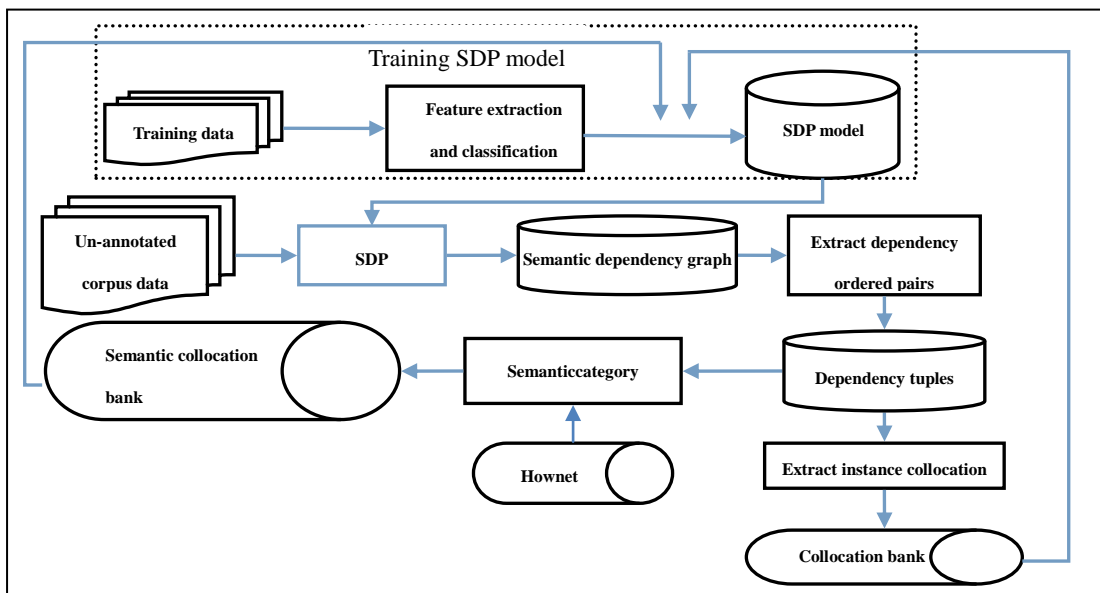 Training SDP model
Training data
Feature extraction
and classification
SDP model
Un-annotated
corpus data
SDP
Semantic dependency graph
Extract dependency
ordered pairs
Semantic collocation
bank
Semanticcategory
Dependency tuples
Hownet
Extract instance collocation
Collocation bank